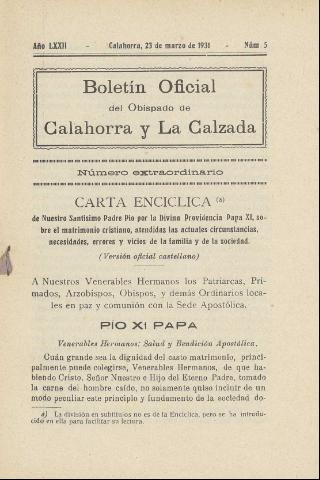 Año LXXII - Calahorra, 23 de marzo de 1931 - Núm 5
Boletín Oficial
del Obispado de
Calahorra y La Calzada
Número extraordinario
CARTA ENCICLICA (a)
de Nuestro Santísimo Padre Pío por la Divina Providencia Papa XI, so-
bre el matrimonio cristiano, atendidas las actuales circunstancias,
necesidades, errores y vicios de la familia y de la sociedad.
(Versión oficial castellano)
A Nuestros Venerables Hermanos los Patriarcas, Pri-
mados, Arzobispos, Obispos, y demás Ordinarios loca-
les en paz y comunión con la Sede Apostólica.
PÍO XI PAPA
Venerables Hermanos: Salud y Bendición Apostólica.
Cuán grande sea la dignidad del casto matrimonio, princi-
palmente puede colegirse, Venerables Hermanos, de que ha-
biendo Cristo, Señor Nuestro e Hijo del Eterno Padre, tomado
la carne del hombre caído, no solamente quiso incluir de un
modo peculiar este principio y fundamento de la sociedad do-
a) La división en subtítulos no es de la Encíclica, pero se ha introdu-
cido en ella para facilitar su lectura.